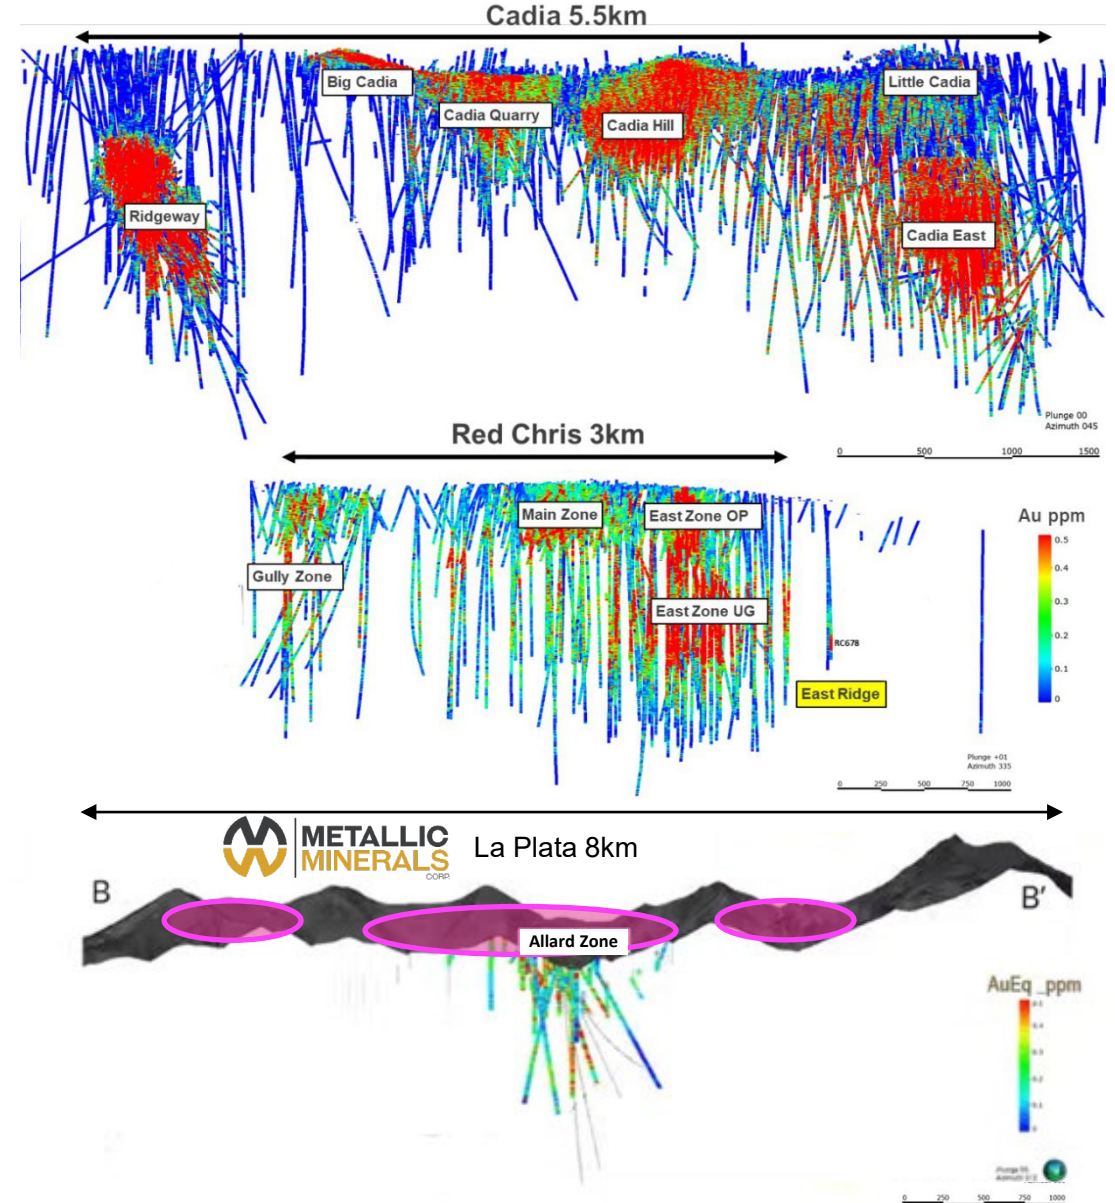 Cadia 5.5km
Big Cadia
Little Cadia
Cadia Quarry
Cadia Hill
Ridgeway
Cadia East
Plunge 00
Azimuth 045
0 500 1000 1500
Red Chris 3km
Main Zone
East Zone OP
Gully Zone
East Zone UG
RC678
East Ridge
Au ppm
0.5
0.4
0.3
0.2
0.1
0
Plunge +01
Azimuth 335
0 250 500 750 1000
METALLIC
MINERALS
CORP.
La Plata 8km
B
B'
Allard Zone
AuEq_ppm
0 250 500 750 1000